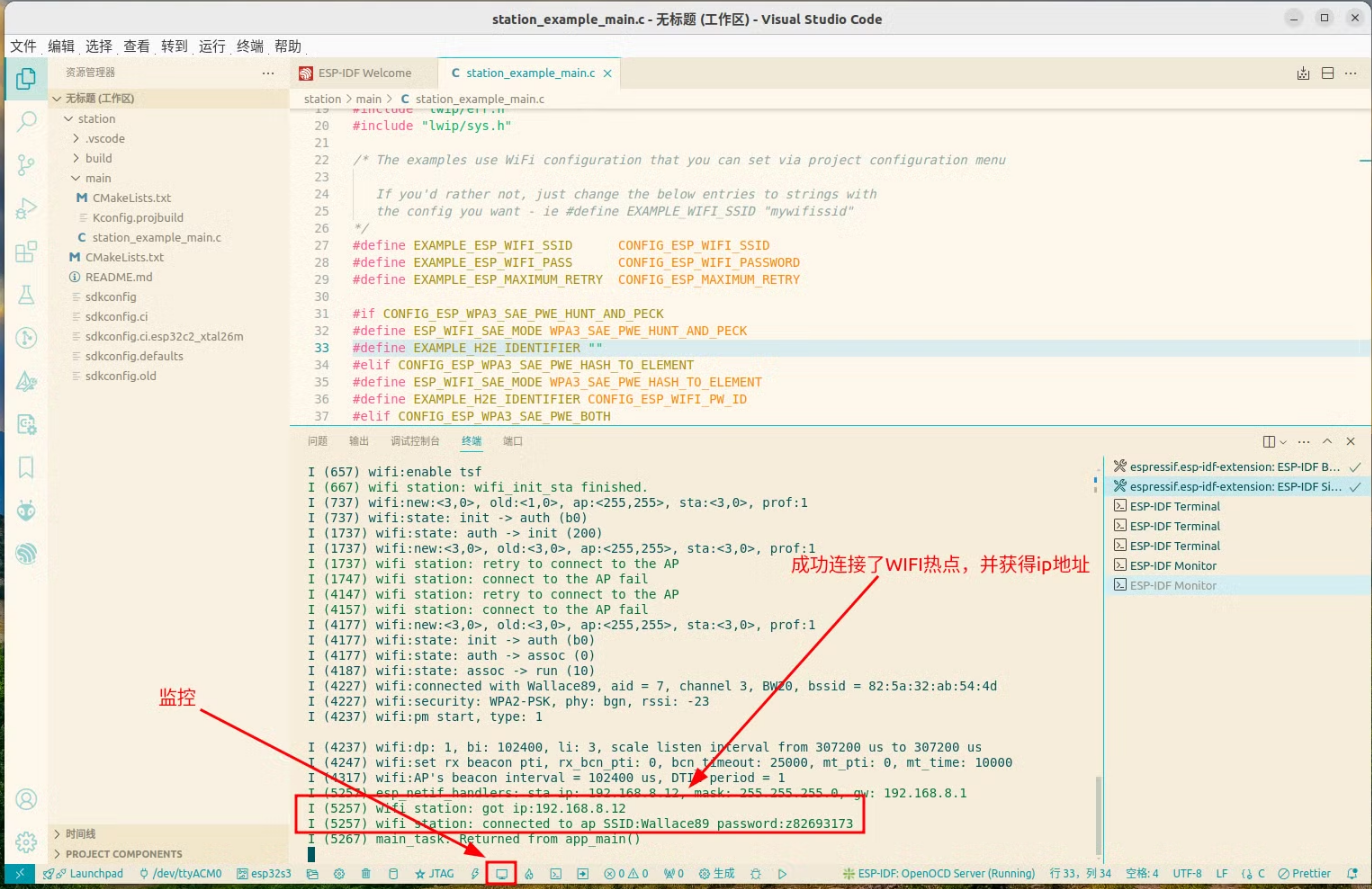 station_example_main.c - 无标题 (工作区) - Visual Studio Code
文件 编辑 选择 查看 转到 运行 终端 帮助
资源管理器
无标题 (工作区)
station
.vscode
build
main
CMakeLists.txt
Kconfig.projbuild
station_example_main.c
CMakeLists.txt
README.md
sdkconfig
sdkconfig.ci
sdkconfig.ci.esp32c2_xtal26m
sdkconfig.defaults
sdkconfig.old
时间线
PROJECT COMPONENTS
ESP-IDF Welcome
C station_example_main.c
station > main > C station_example_main.c
19 #include "lwip/err.h"
20 #include "lwip/sys.h"
21
22 /* The examples use WiFi configuration that you can set via project configuration menu
23
24 If you'd rather not, just change the below entries to strings with
25 the config you want - ie #define EXAMPLE_WIFI_SSID "mywifissid"
26 */
27 #define EXAMPLE_ESP_WIFI_SSID CONFIG_ESP_WIFI_SSID
28 #define EXAMPLE_ESP_WIFI_PASS CONFIG_ESP_WIFI_PASSWORD
29 #define EXAMPLE_ESP_MAXIMUM_RETRY CONFIG_ESP_MAXIMUM_RETRY
30
31 #if CONFIG_ESP_WPA3_SAE_PWE_HUNT_AND_PECK
32 #define ESP_WIFI_SAE_MODE WPA3_SAE_PWE_HUNT_AND_PECK
33 #define EXAMPLE_H2E_IDENTIFIER ""
34 #elif CONFIG_ESP_WPA3_SAE_PWE_HASH_TO_ELEMENT
35 #define ESP_WIFI_SAE_MODE WPA3_SAE_PWE_HASH_TO_ELEMENT
36 #define EXAMPLE_H2E_IDENTIFIER CONFIG_ESP_WIFI_PW_ID
37 #elif CONFIG_ESP_WPA3_SAE_PWE_BOTH
问题 输出 调试控制台 终端 端口
I (657) wifi:enable tsf
I (667) wifi station: wifi_init_sta finished.
I (737) wifi:new:<3,0>, old:<1,0>, ap:<255,255>, sta:<3,0>, prof:1
I (737) wifi:state: init -> auth (b0)
I (1737) wifi:state: auth -> init (200)
I (1737) wifi:new:<3,0>, old:<3,0>, ap:<255,255>, sta:<3,0>, prof:1
I (1737) wifi station: retry to connect to the AP
I (1747) wifi station: connect to the AP fail
I (4147) wifi station: retry to connect to the AP
I (4157) wifi station: connect to the AP fail
I (4177) wifi:new:<3,0>, old:<3,0>, ap:<255,255>, sta:<3,0>, prof:1
I (4177) wifi:state: init -> auth (b0)
I (4177) wifi:state: auth -> assoc (0)
I (4187) wifi:state: assoc -> run (10)
I (4227) wifi:connected with Wallace89, aid = 7, channel 3, BW20, bssid = 82:5a:32:ab:54:4d
I (4227) wifi:security: WPA2-PSK, phy: bgn, rssi: -23
I (4237) wifi:pm start, type: 1
I (4237) wifi:dp: 1, bi: 102400, li: 3, scale listen interval from 307200 us to 307200 us
I (4247) wifi:set rx beacon pti, rx_bcn_pti: 0, bcn_timeout: 25000, mt_pti: 0, mt_time: 10000
I (4317) wifi:AP's beacon interval = 102400 us, DTIM period = 1
I (5257) esp_netif_handlers: sta ip: 192.168.8.12, mask: 255.255.255.0, gw: 192.168.8.1
I (5257) wifi station: got ip:192.168.8.12
I (5257) wifi station: connected to ap SSID:Wallace89 password:z82693173
I (5267) main_task: Returned from app_main()
成功连接了WIFI热点，并获得ip地址
监控
espressif.esp-idf-extension: ESP-IDF B...
espressif.esp-idf-extension: ESP-IDF Si...
ESP-IDF Terminal
ESP-IDF Terminal
ESP-IDF Terminal
ESP-IDF Monitor
ESP-IDF Monitor
Launchpad /dev/ttyACM0 esp32s3 JTAG 0 0 0 生成 ESP-IDF: OpenOCD Server (Running) 行 33，列 34 空格: 4 UTF-8 LF C Prettier